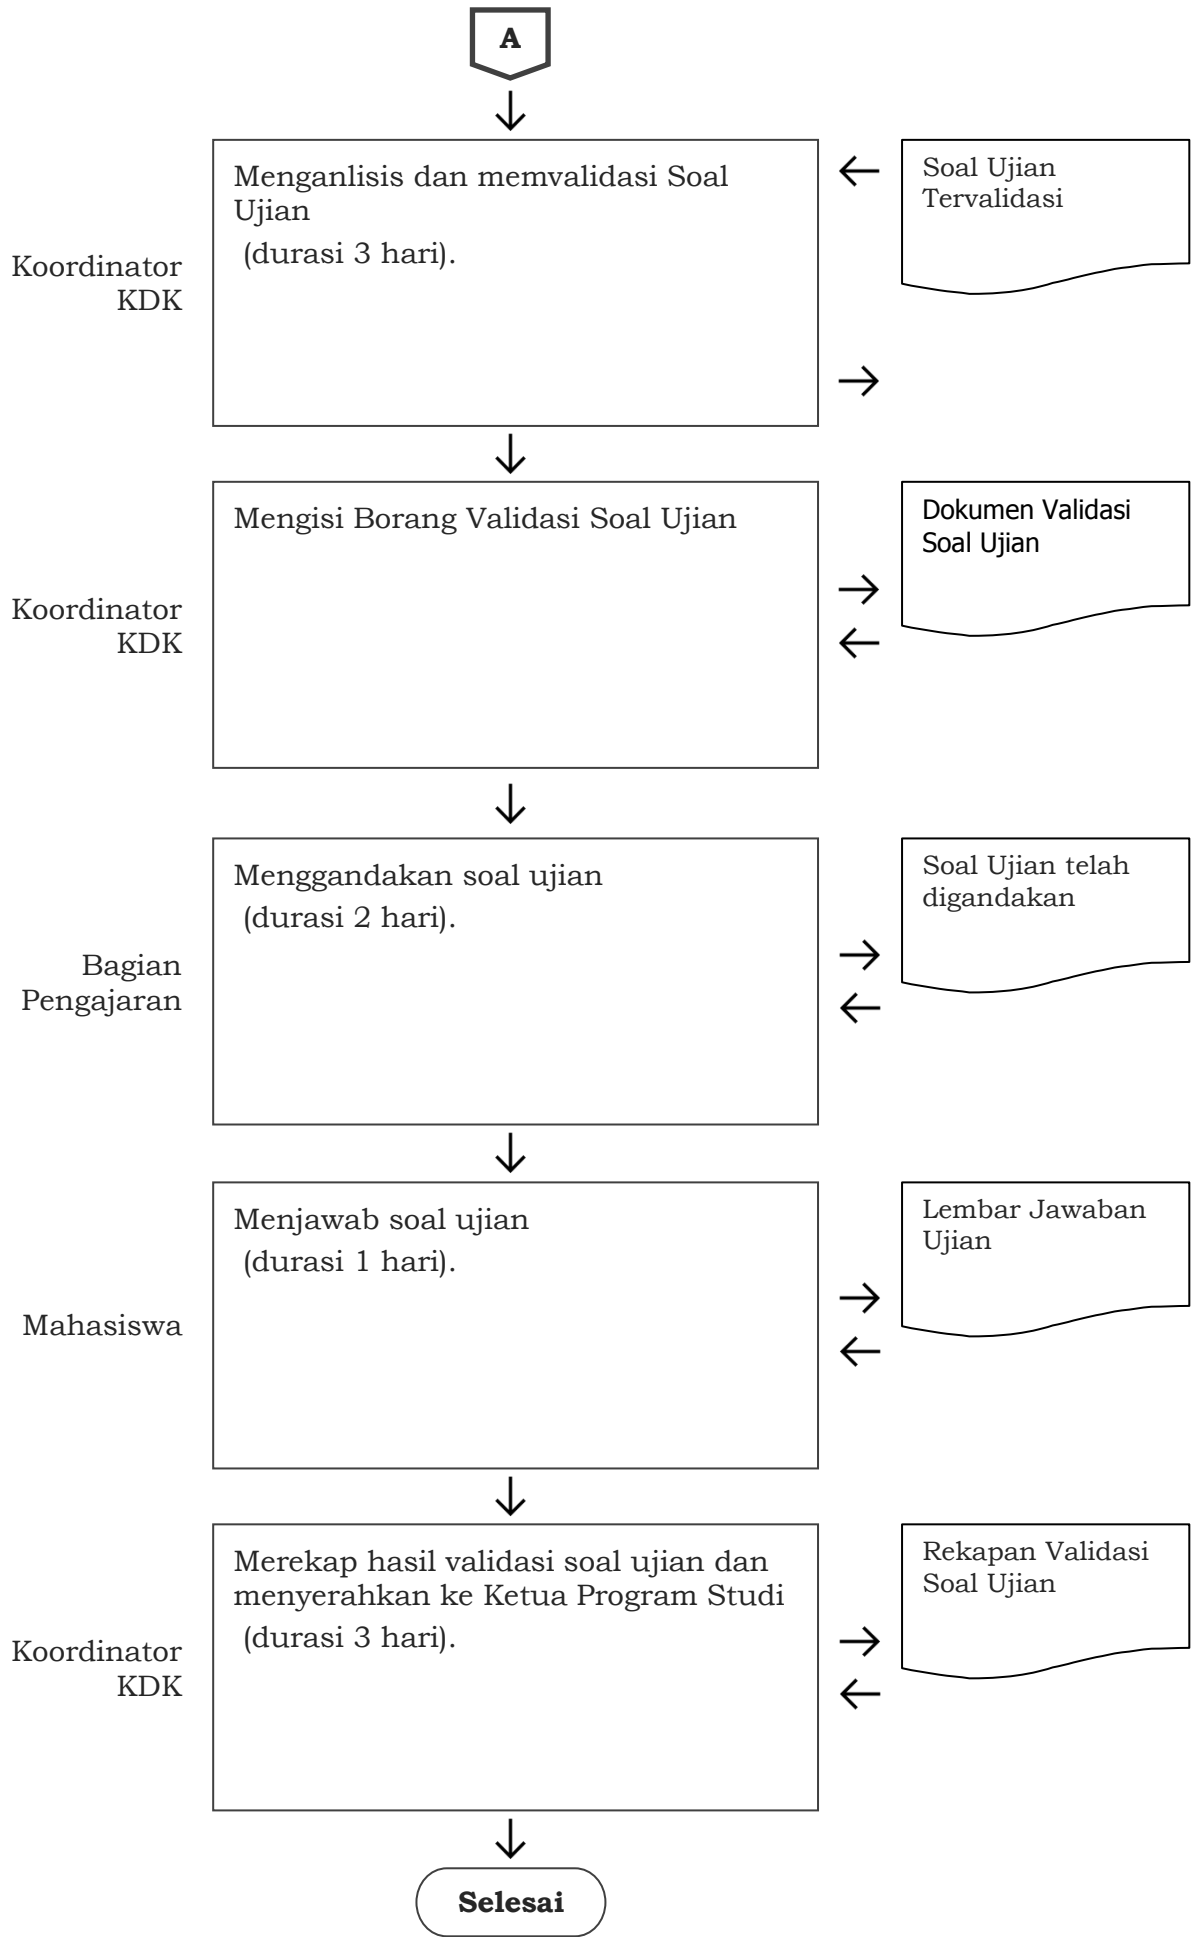 A
Koordinator
KDK
Menganlisis dan memvalidasi Soal
Ujian
(durasi 3 hari).
Soal Ujian
Tervalidasi
Koordinator
KDK
Mengisi Borang Validasi Soal Ujian
Dokumen Validasi
Soal Ujian
Bagian
Pengajaran
Menggandakan soal ujian
(durasi 2 hari).
Soal Ujian telah
digandakan
Mahasiswa
Menjawab soal ujian
(durasi 1 hari).
Lembar Jawaban
Ujian
Koordinator
KDK
Merekap hasil validasi soal ujian dan
menyerahkan ke Ketua Program Studi
(durasi 3 hari).
Rekapan Validasi
Soal Ujian
Selesai